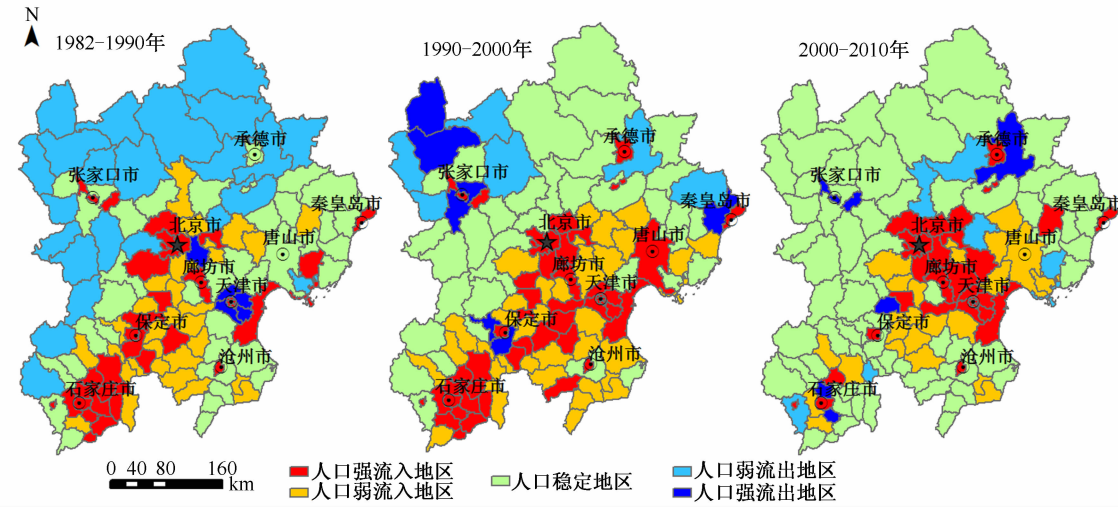 N
1982-1990年
承德市
张家口市
秦皇岛市
北京市
唐山市
廊坊市
天津市
保定市
沧州市
石家庄市
1990-2000年
承德市
张家口市
秦皇岛市
北京市
唐山市
廊坊市
天津市
保定市
沧州市
石家庄市
2000-2010年
承德市
张家口市
秦皇岛市
北京市
唐山市
廊坊市
天津市
保定市
沧州市
石家庄市
0 40 80 160
km
人口强流入地区
人口弱流入地区
人口稳定地区
人口弱流出地区
人口强流出地区